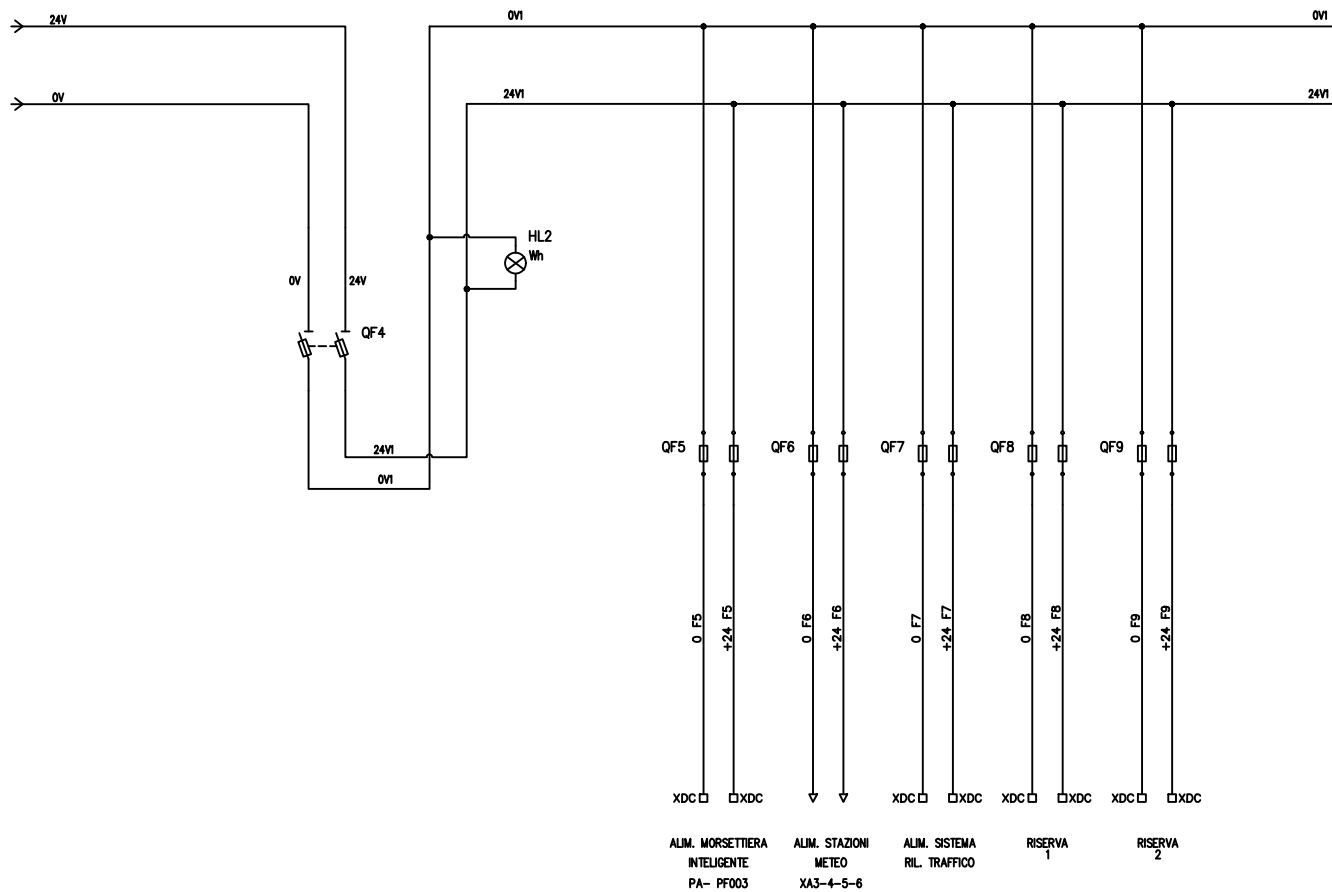 24V
0V1
0V1
0V
24V1
24V1
HL2
Wh
0V
24V
QF4
24V1
0V1
QF5
QF6
QF7
QF8
QF9
0 F5
+24 F5
0 F6
+24 F6
0 F7
+24 F7
0 F8
+24 F8
0 F9
+24 F9
XDC
XDC
XDC
XDC
XDC
XDC
XDC
XDC
ALIM. MORSETTIERA
INTELIGENTE
PA- PF003
ALIM. STAZIONI
METEO
XA3-4-5-6
ALIM. SISTEMA
RIL. TRAFFICO
RISERVA
1
RISERVA
2